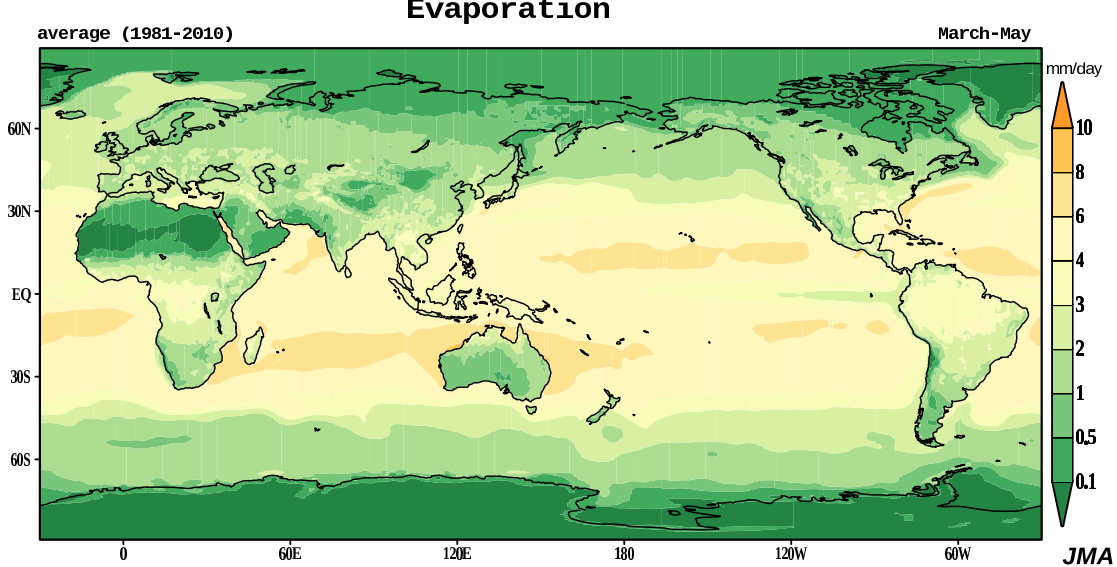 Evaporation
average (1981-2010) March-May
mm/day
10
8
6
4
3
2
1
0.5
0.1
60N
30N
EQ
30S
60S
0 60E 120E 180 120W 60W
JMA